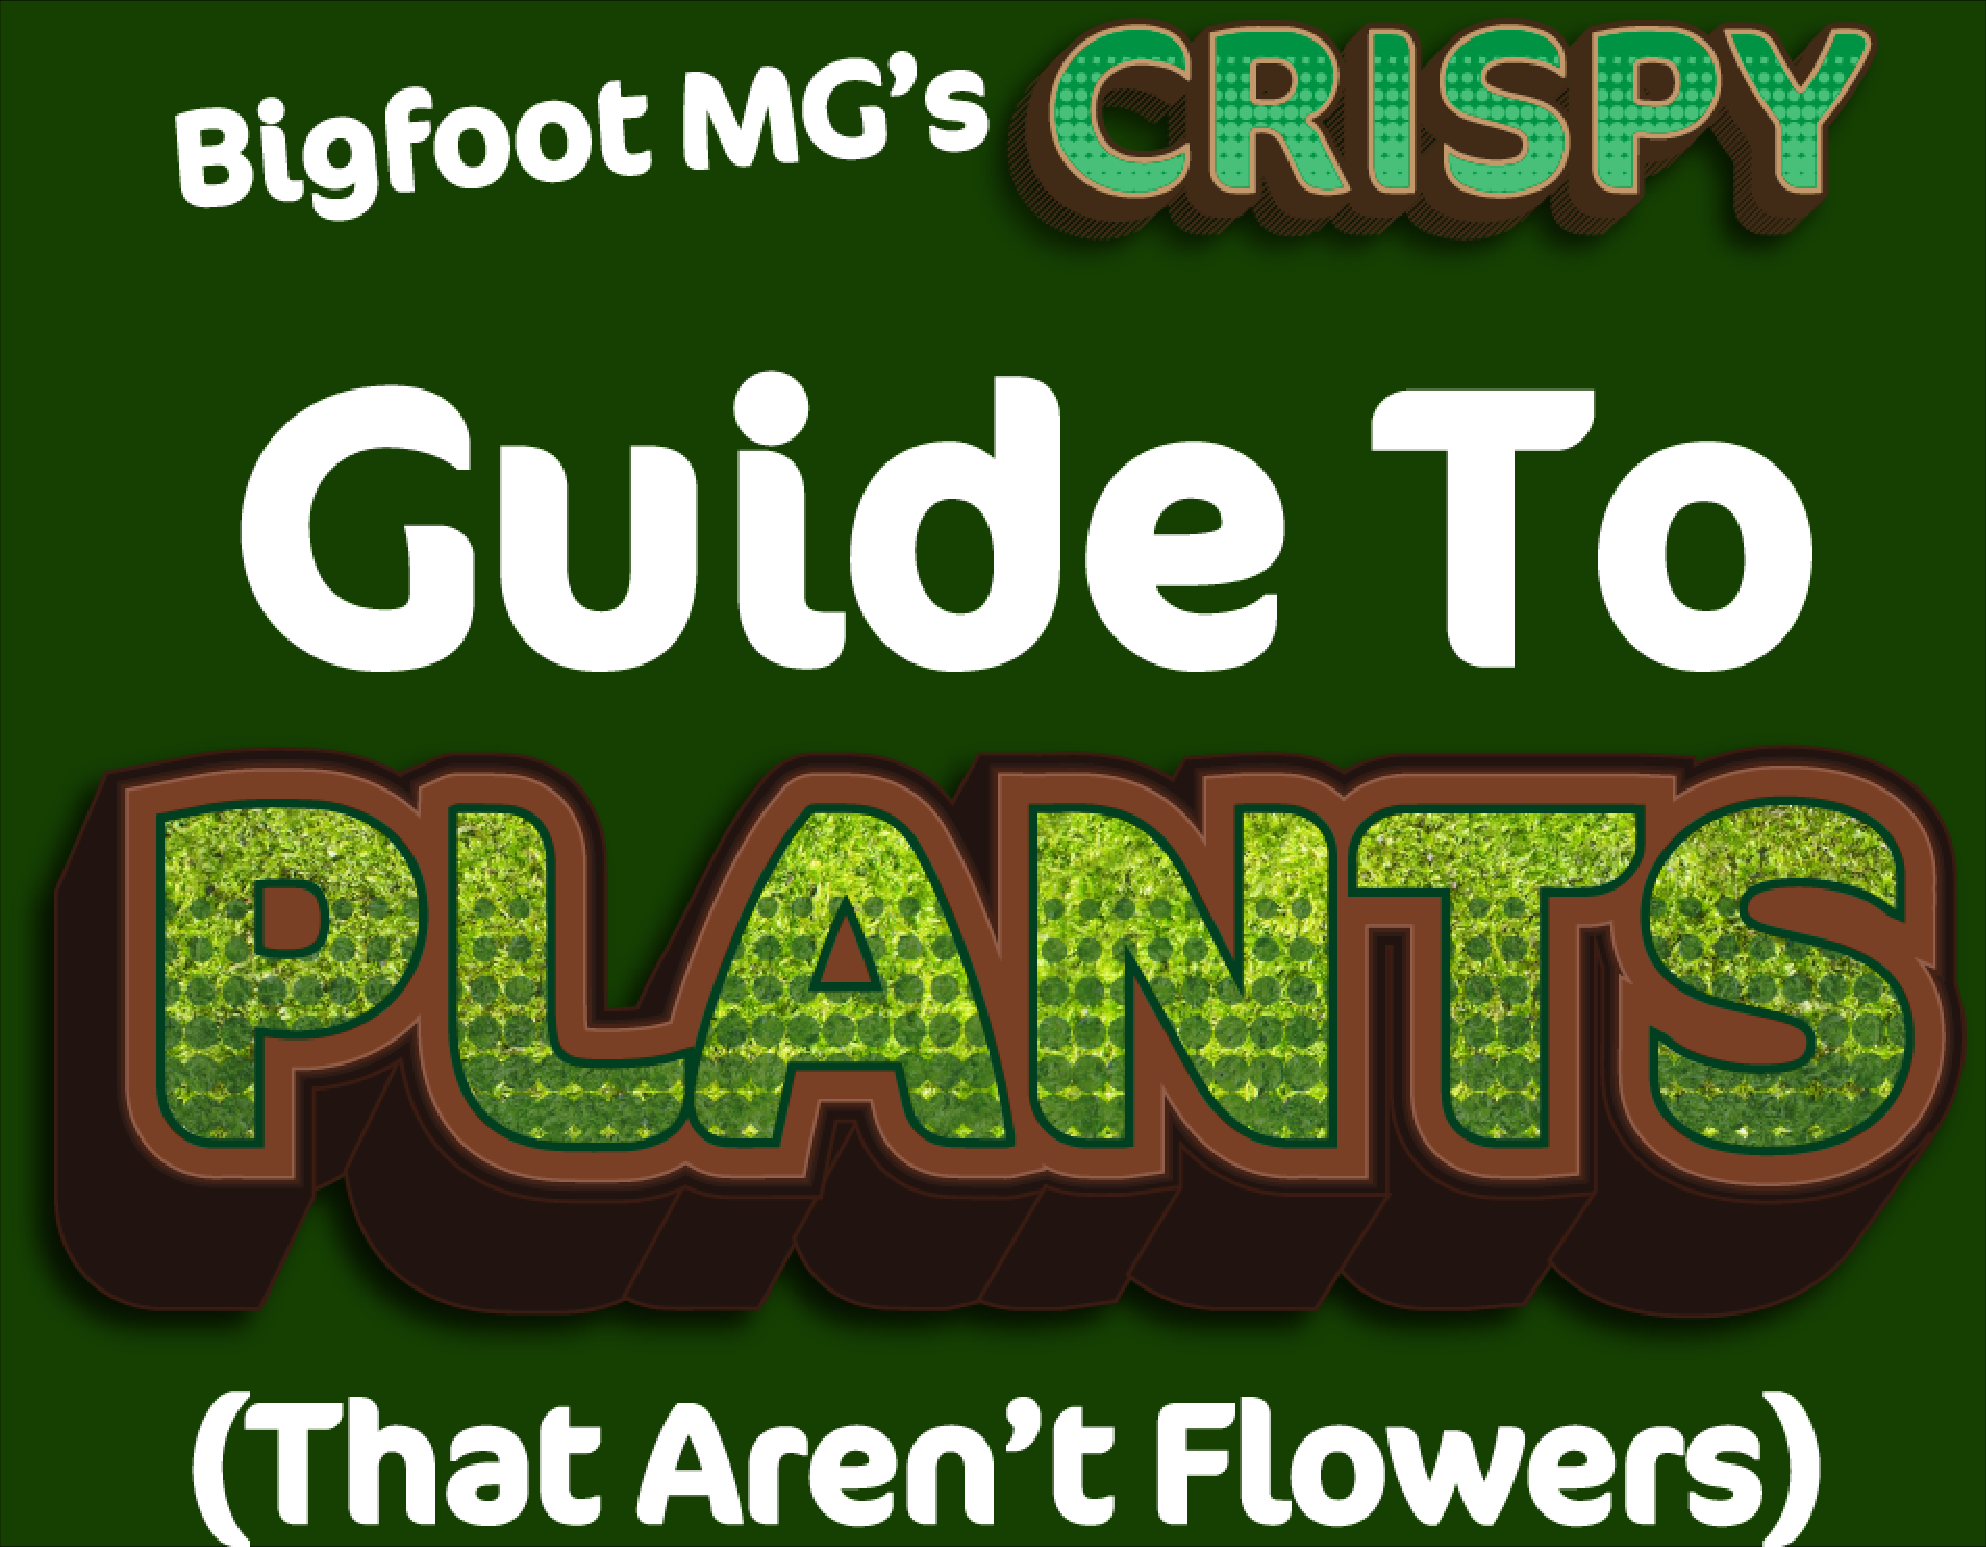 Bigfoot MG’s CRISPY
Guide To
PLANTS
(That Aren’t Flowers)